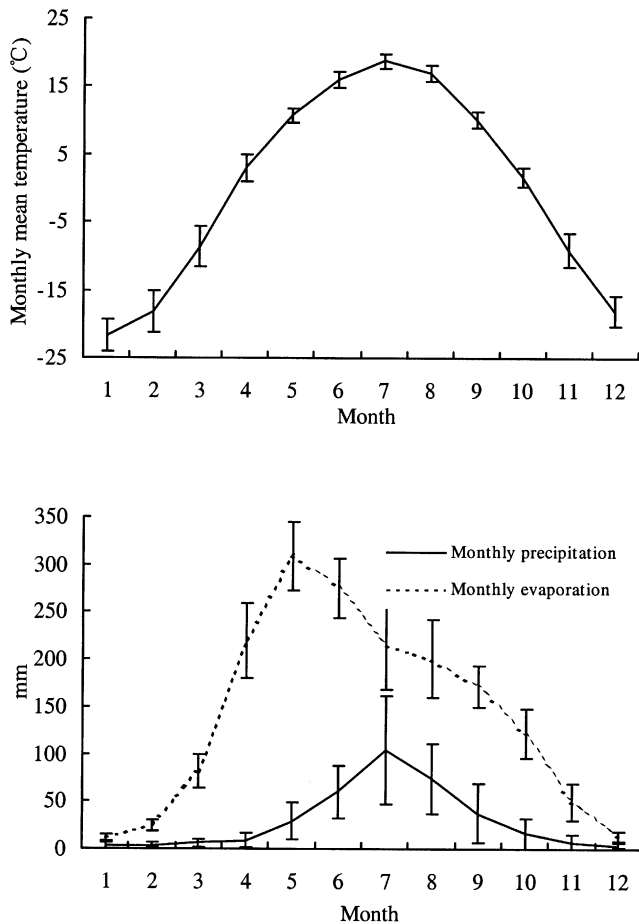 Monthly mean temperature (℃)
25
15
5
-5
-15
-25
1 2 3 4 5 6 7 8 9 10 11 12
Month
mm
350
300
250
200
150
100
50
0
Monthly precipitation
Monthly evaporation
1 2 3 4 5 6 7 8 9 10 11 12
Month